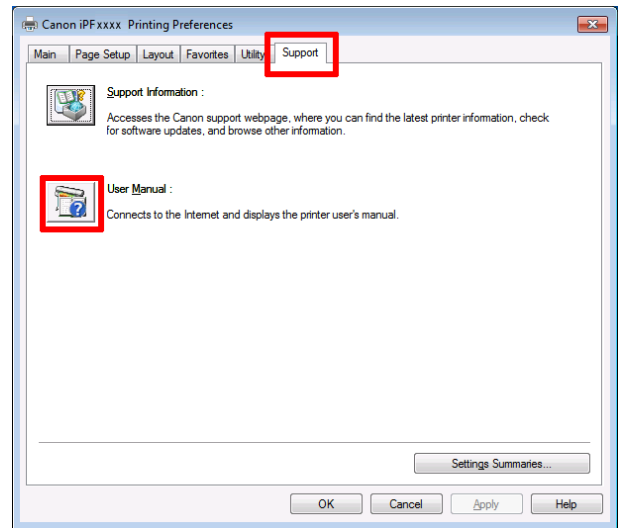 Canon iPFxxxx Printing Preferences
Main Page Setup Layout Favorites Utility Support
Support Information :
Accesses the Canon support webpage, where you can find the latest printer information, check
for software updates, and browse other information.
User Manual :
Connects to the Internet and displays the printer user's manual.
Settings Summaries...
OK Cancel Apply Help